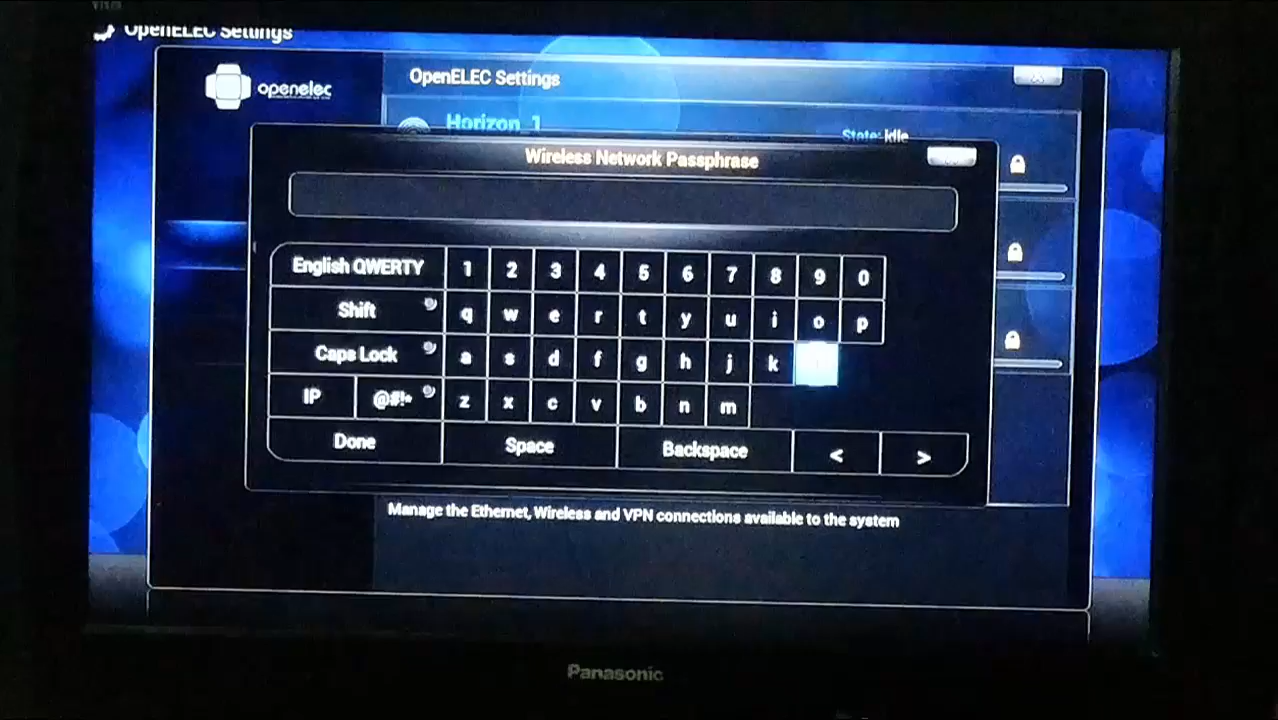 OpenELEC Settings
openelec
OpenELEC Settings
Horizon_1
State: Idle
Wireless Network Passphrase
English QWERTY 1 2 3 4 5 6 7 8 9 0
Shift q w e r t y u i o p
Caps Lock a s d f g h j k
IP @#!* z x c v b n m
Done Space Backspace < >
Manage the Ethernet, Wireless and VPN connections available to the system
Panasonic